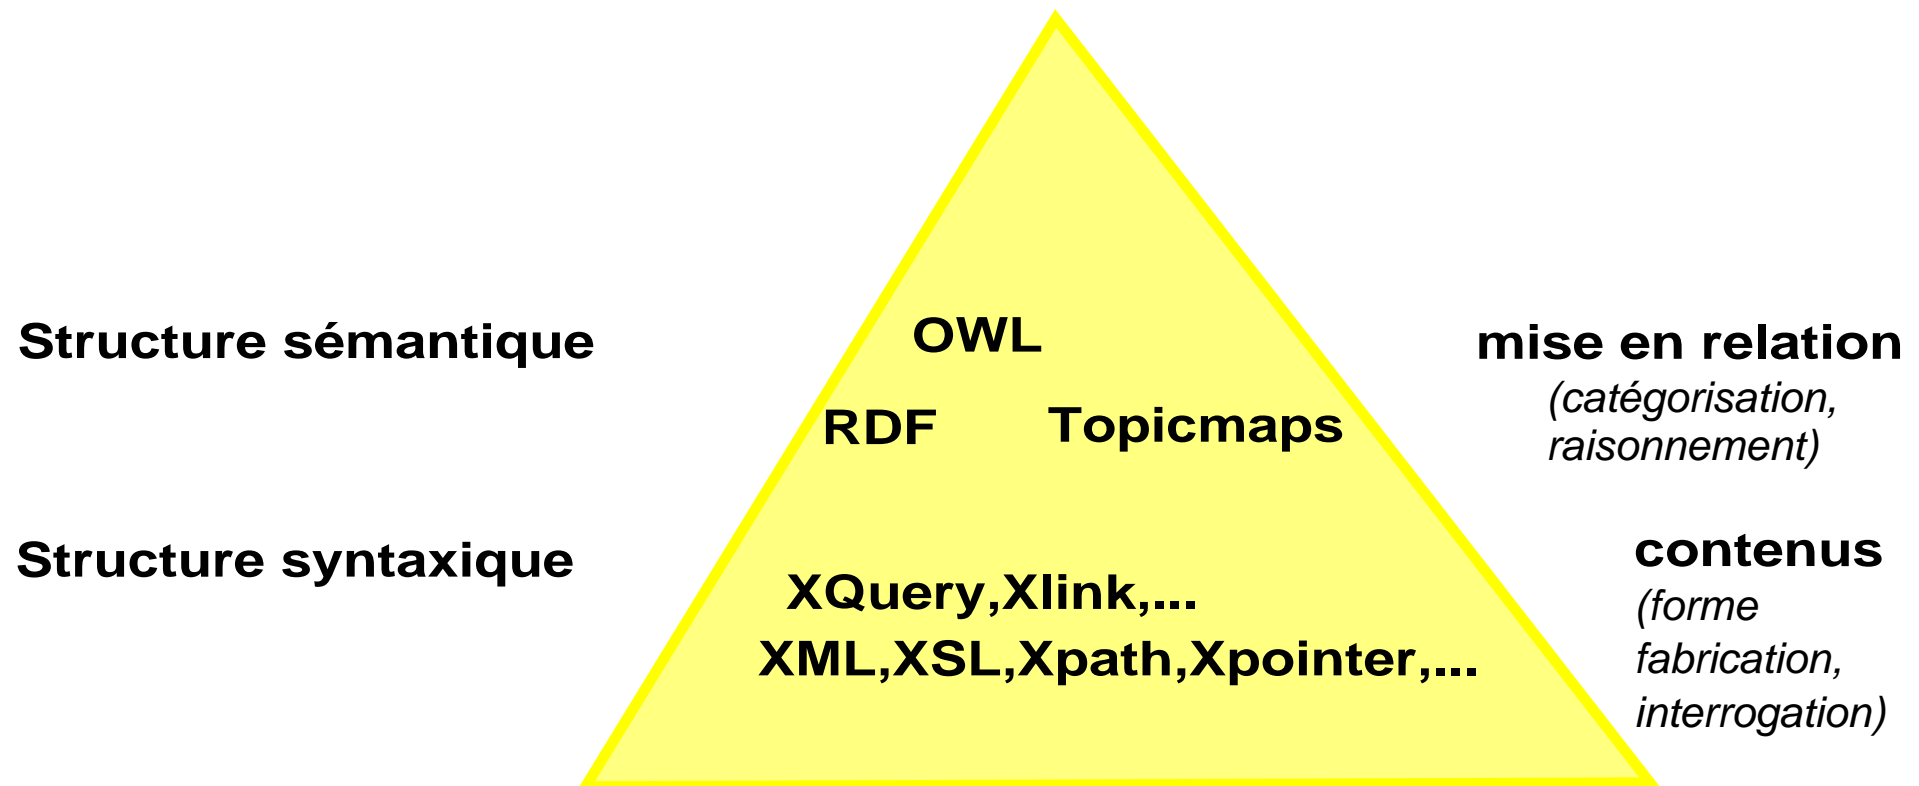 Structure sémantique
OWL
RDF
Topicmaps
mise en relation
(catégorisation,
raisonnement)
Structure syntaxique
XQuery,Xlink,...
XML,XSL,Xpath,Xpointer,...
contenus
(forme
fabrication,
interrogation)